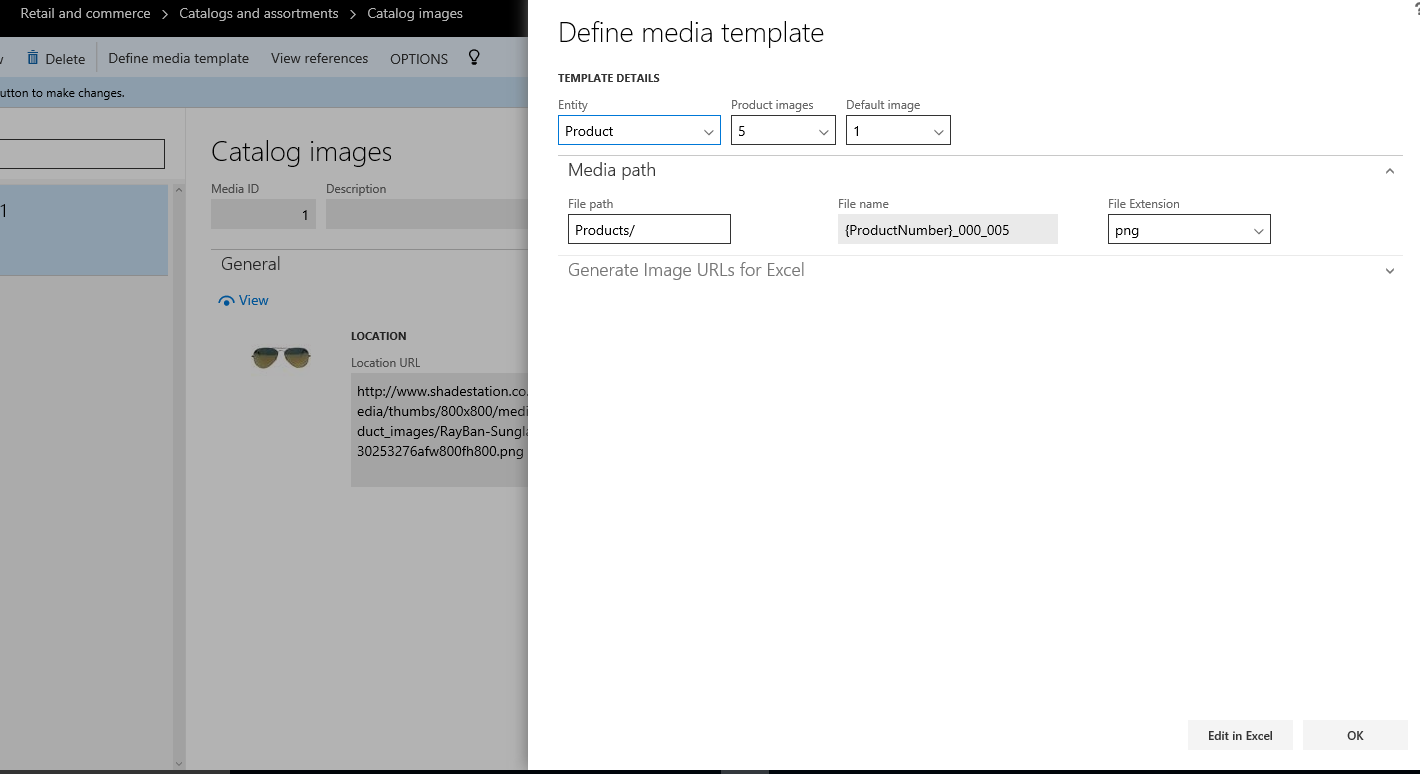 Retail and commerce > Catalogs and assortments > Catalog images
Delete
Define media template
View references
OPTIONS
utton to make changes.
1
Catalog images
Media ID
Description
1
General
View
LOCATION
Location URL
http://www.shadestation.co.
edia/thumbs/800x800/medi
duct_images/RayBan-Sungla
30253276afw800fh800.png
?
Define media template
TEMPLATE DETAILS
Entity
Product images
Default image
Product
5
1
Media path
File path
File name
File Extension
Products/
{ProductNumber}_000_005
png
Generate Image URLs for Excel
Edit in Excel
OK